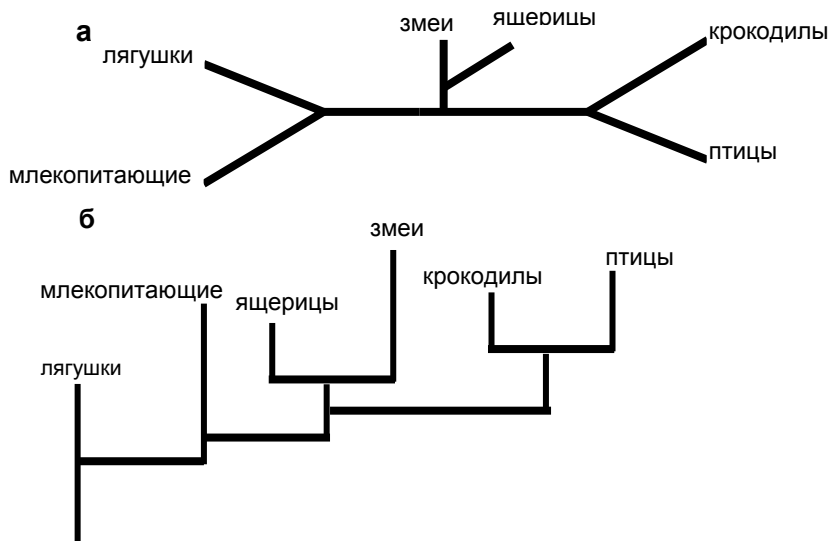 а
змеи
ящерицы
крокодилы
лягушки
птицы
млекопитающие
б
змеи
птицы
крокодилы
млекопитающие
ящерицы
лягушки